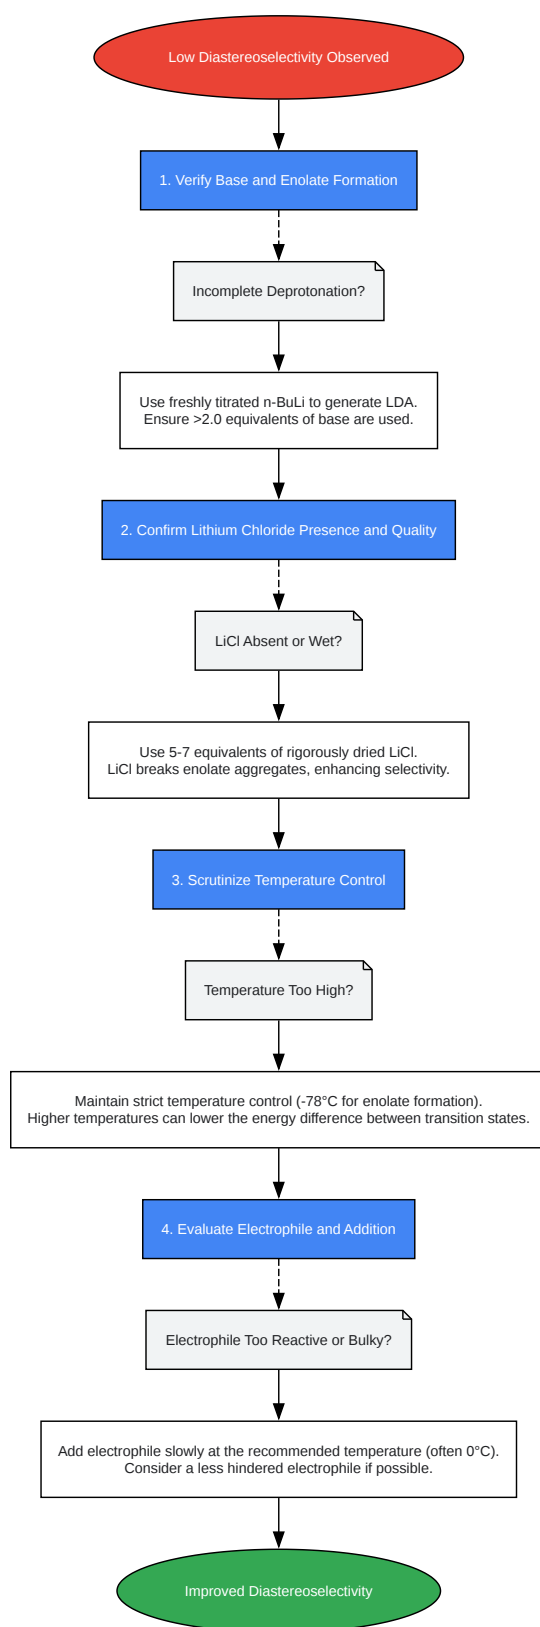 Low Diastereoselectivity Observed
1. Verify Base and Enolate Formation
Incomplete Deprotonation?
Use freshly titrated n-BuLi to generate LDA.
Ensure >2.0 equivalents of base are used.
2. Confirm Lithium Chloride Presence and Quality
LiCl Absent or Wet?
Use 5-7 equivalents of rigorously dried LiCl.
LiCl breaks enolate aggregates, enhancing selectivity.
3. Scrutinize Temperature Control
Temperature Too High?
Maintain strict temperature control (-78°C for enolate formation).
Higher temperatures can lower the energy difference between transition states.
4. Evaluate Electrophile and Addition
Electrophile Too Reactive or Bulky?
Add electrophile slowly at the recommended temperature (often 0°C).
Consider a less hindered electrophile if possible.
Improved Diastereoselectivity